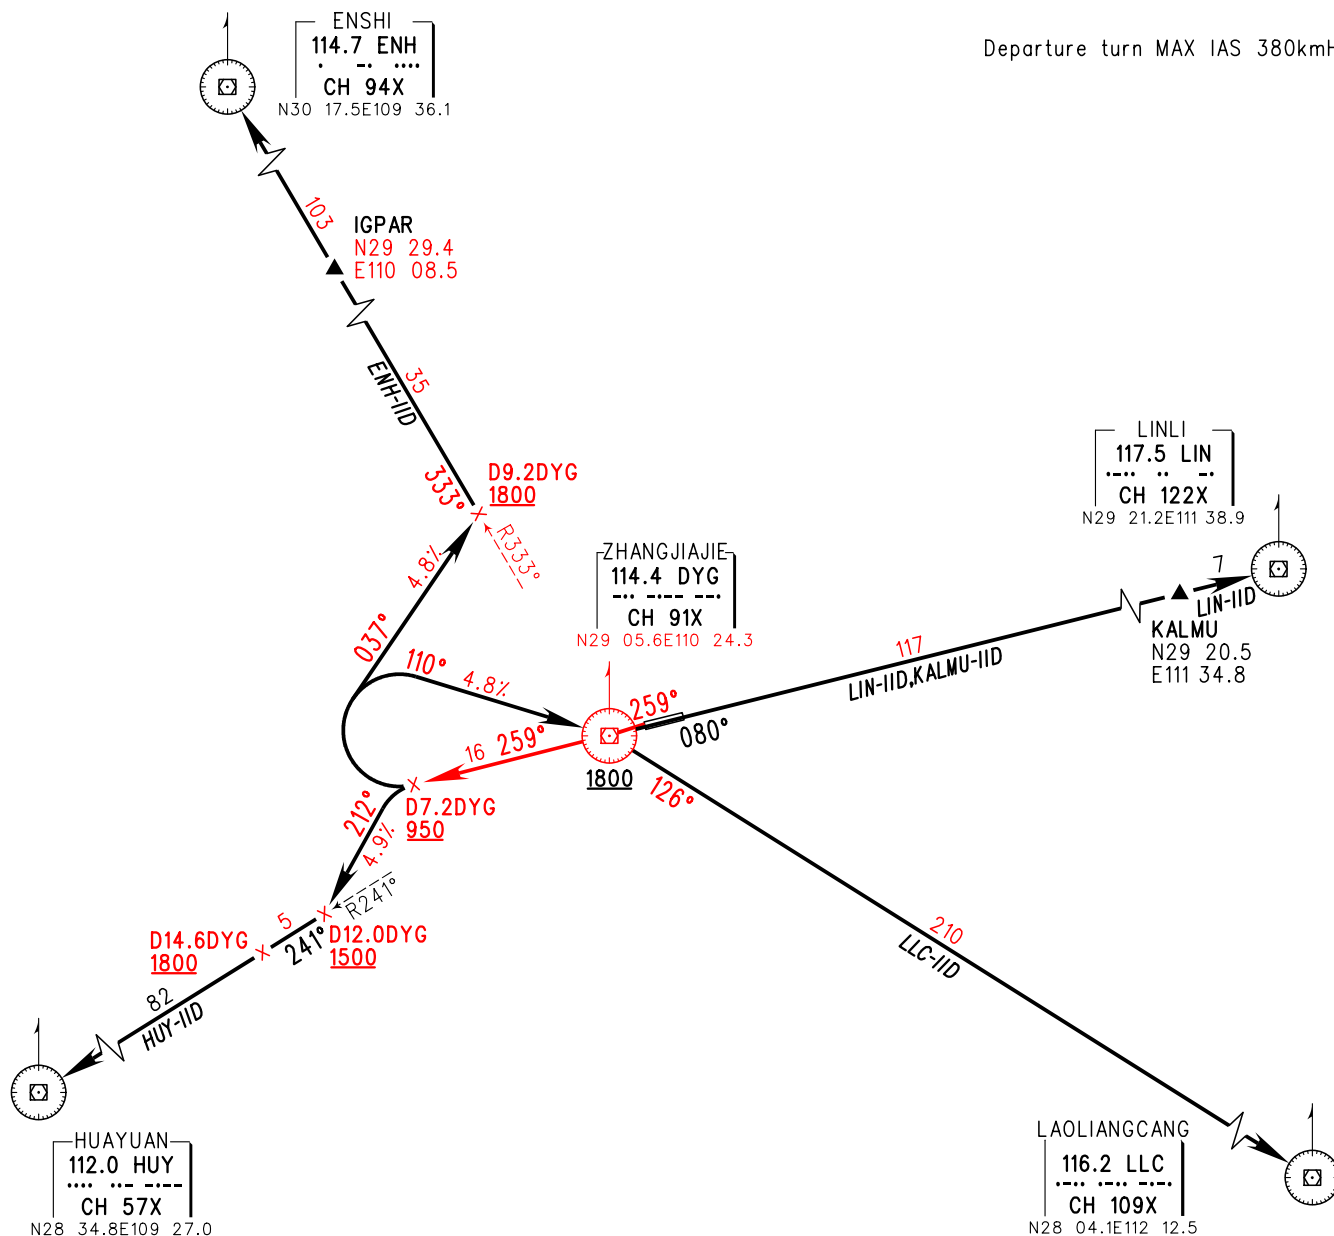 ENSHI
114.7 ENH
CH 94X
N30 17.5E109 36.1
Departure turn MAX IAS 380kmH
103
IGPAR
N29 29.4
E110 08.5
35
ENH-IID
333°
D9.2DYG
1800
R333°
4.8%
037°
LINLI
117.5 LIN
CH 122X
N29 21.2E111 38.9
ZHANGJIAJIE
114.4 DYG
CH 91X
N29 05.6E110 24.3
7
LIN-IID
KALMU
N29 20.5
E111 34.8
117
LIN-IID,KALMU-IID
110°
4.8%
259°
080°
16 259°
1800
126°
D7.2DYG
950
212°
4.9%
R241°
5
241°
D12.0DYG
1500
D14.6DYG
1800
82
HUY-IID
210
LLC-IID
HUAYUAN
112.0 HUY
CH 57X
N28 34.8E109 27.0
LAOLIANGCANG
116.2 LLC
CH 109X
N28 04.1E112 12.5